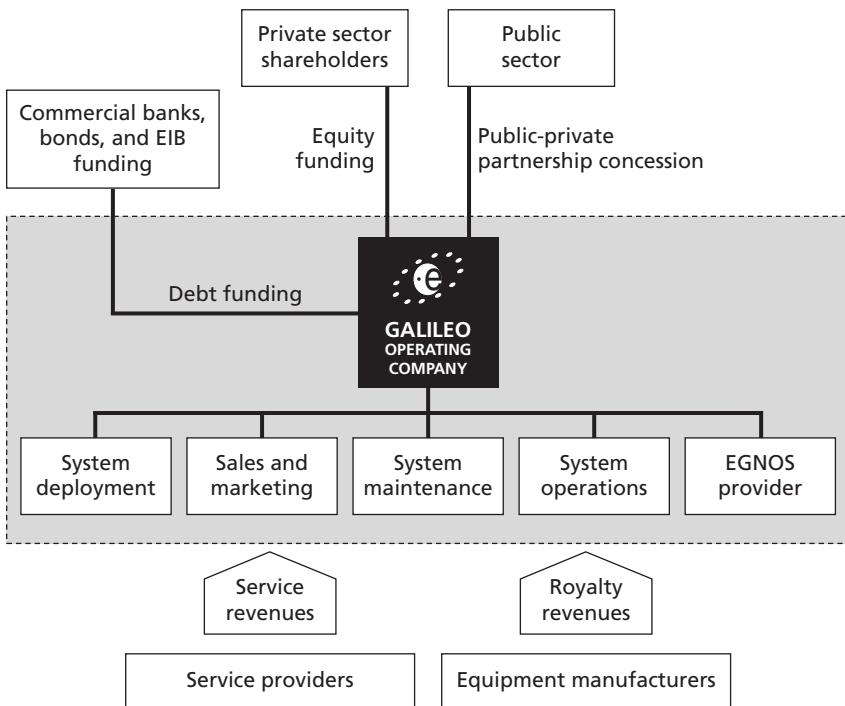 Private sector
shareholders
Public
sector
Commercial banks,
bonds, and EIB
funding
Equity
funding
Public-private
partnership concession
Debt funding
e
GALILEO
OPERATING
COMPANY
System
deployment
Sales and
marketing
System
maintenance
System
operations
EGNOS
provider
Service
revenues
Royalty
revenues
Service providers
Equipment manufacturers